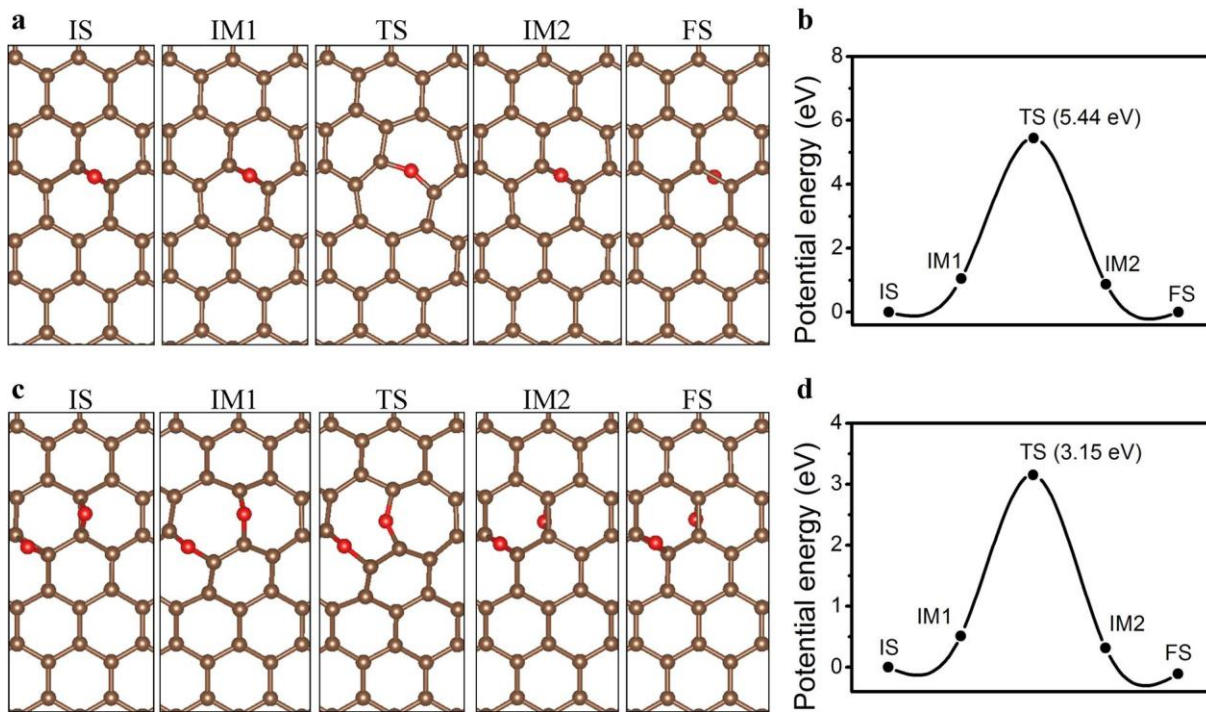 a
IS IM1 TS IM2 FS
b
Potential energy (eV)
8
6
4
2
0
IS
IM1
TS (5.44 eV)
IM2
FS
c
IS IM1 TS IM2 FS
d
Potential energy (eV)
4
3
2
1
0
IS
IM1
TS (3.15 eV)
IM2
FS